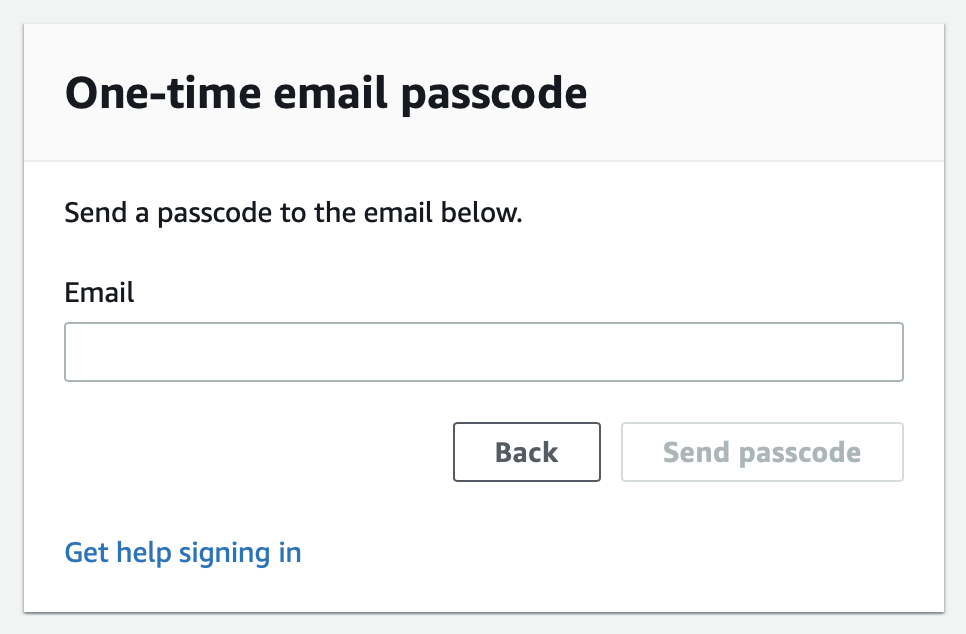 One-time email passcode
Send a passcode to the email below.
Email
Back
Send passcode
Get help signing in